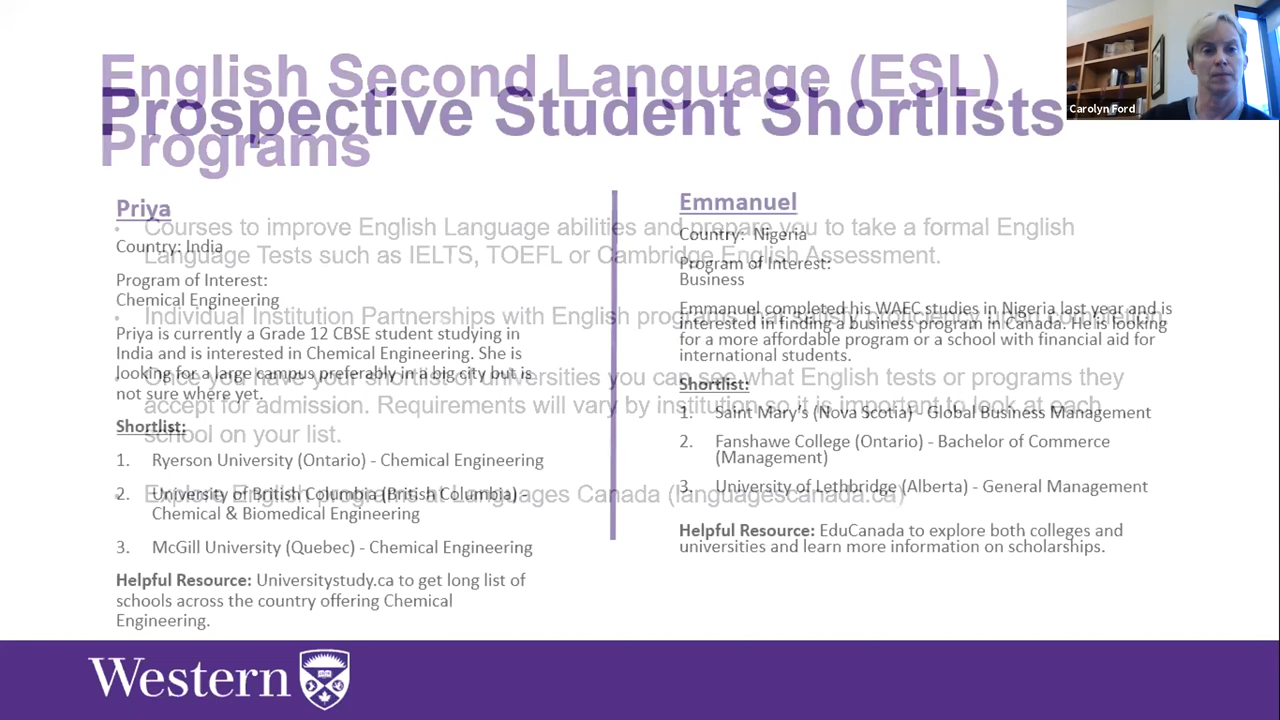 English Second Language (ESL)
Programs
Prospective Student Shortlists
Carolyn Ford
Priya
Country: India
Program of Interest:
Chemical Engineering
Priya is currently a Grade 12 CBSE student studying in
India and is interested in Chemical Engineering. She is
looking for a large campus preferably in a big city but is
not sure where yet.
Shortlist:
1. Ryerson University (Ontario) - Chemical Engineering
2. University of British Columbia (British Columbia) -
Chemical & Biomedical Engineering
3. McGill University (Quebec) - Chemical Engineering
Helpful Resource: Universitystudy.ca to get long list of
schools across the country offering Chemical
Engineering.
Emmanuel
Country: Nigeria
Program of Interest:
Business
Emmanuel completed his WAEC studies in Nigeria last year and is
interested in finding a business program in Canada. He is looking
for a more affordable program or a school with financial aid for
international students.
Shortlist:
1. Saint Mary's (Nova Scotia) - Global Business Management
2. Fanshawe College (Ontario) - Bachelor of Commerce
(Management)
3. University of Lethbridge (Alberta) - General Management
Helpful Resource: EduCanada to explore both colleges and
universities and learn more information on scholarships.
• Courses to improve English Language abilities and prepare you to take a formal English
Language Tests such as IELTS, TOEFL or Cambridge English Assessment.
• Individual Institution Partnerships with English
• Once you have your shortlist of universities you can see what English tests or programs they
accept for admission. Requirements will vary by institution so it is important to look at each
school on your list.
• Explore English programs at Languages Canada (languagescanada.ca)
Western